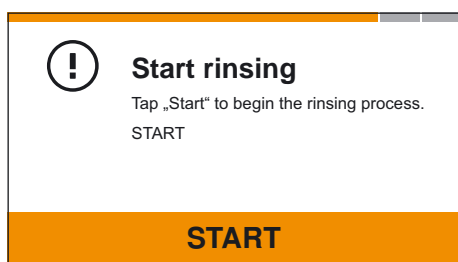 Start rinsing
Tap „Start“ to begin the rinsing process.
START
START